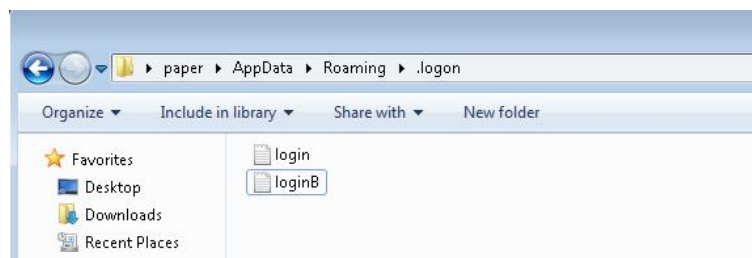 paper AppData Roaming .logon
Organize Include in library Share with New folder
Favorites
Desktop
Downloads
Recent Places
login
loginB